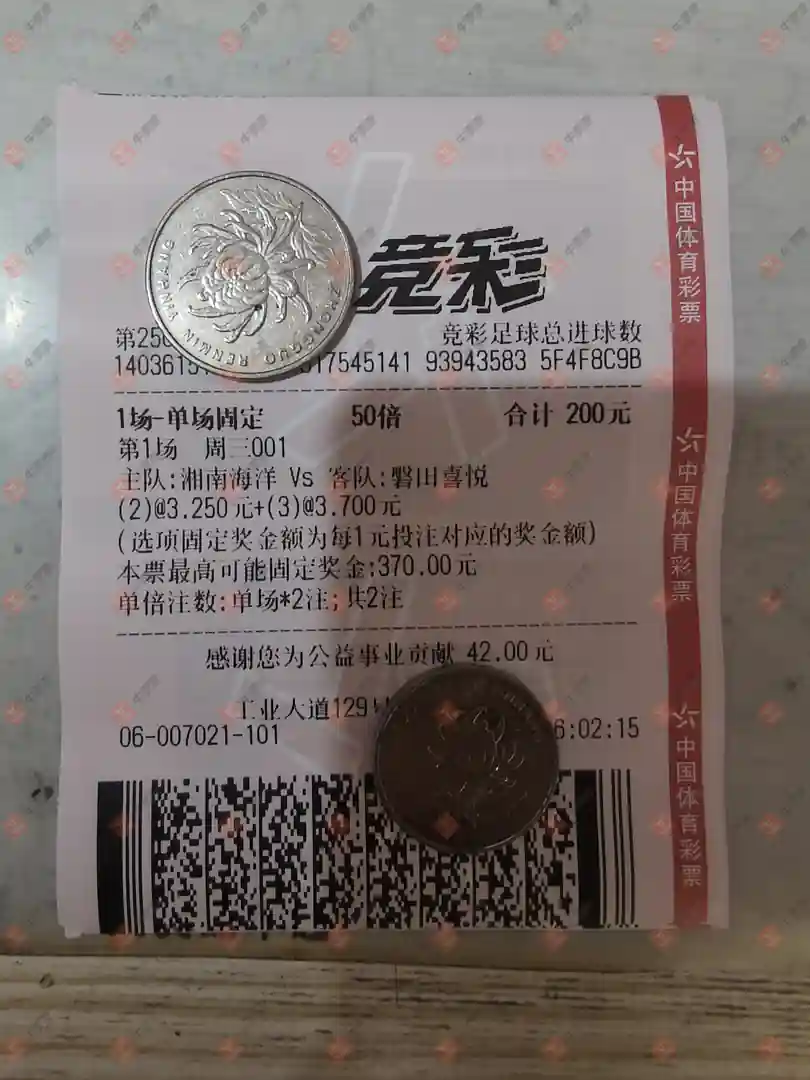 竞彩
第250
竞彩足球总进球数
1403615
17545141 93943583 5F4F8C9B
1场-单场固定 50倍 合计 200元
第1场 周三001
主队:湘南海洋 Vs 客队:磐田喜悦
(2)@3.250元+(3)@3.700元
(选项固定奖金额为每1元投注对应的奖金额)
本票最高可能固定奖金:370.00元
单倍注数:单场*2注;共2注
感谢您为公益事业贡献 42.00元
工业大道129号
06-007021-101
6:02:15
中国体育彩票
中国体育彩票
中国体育彩票
ZHONGGUO RENMIN YINHANG